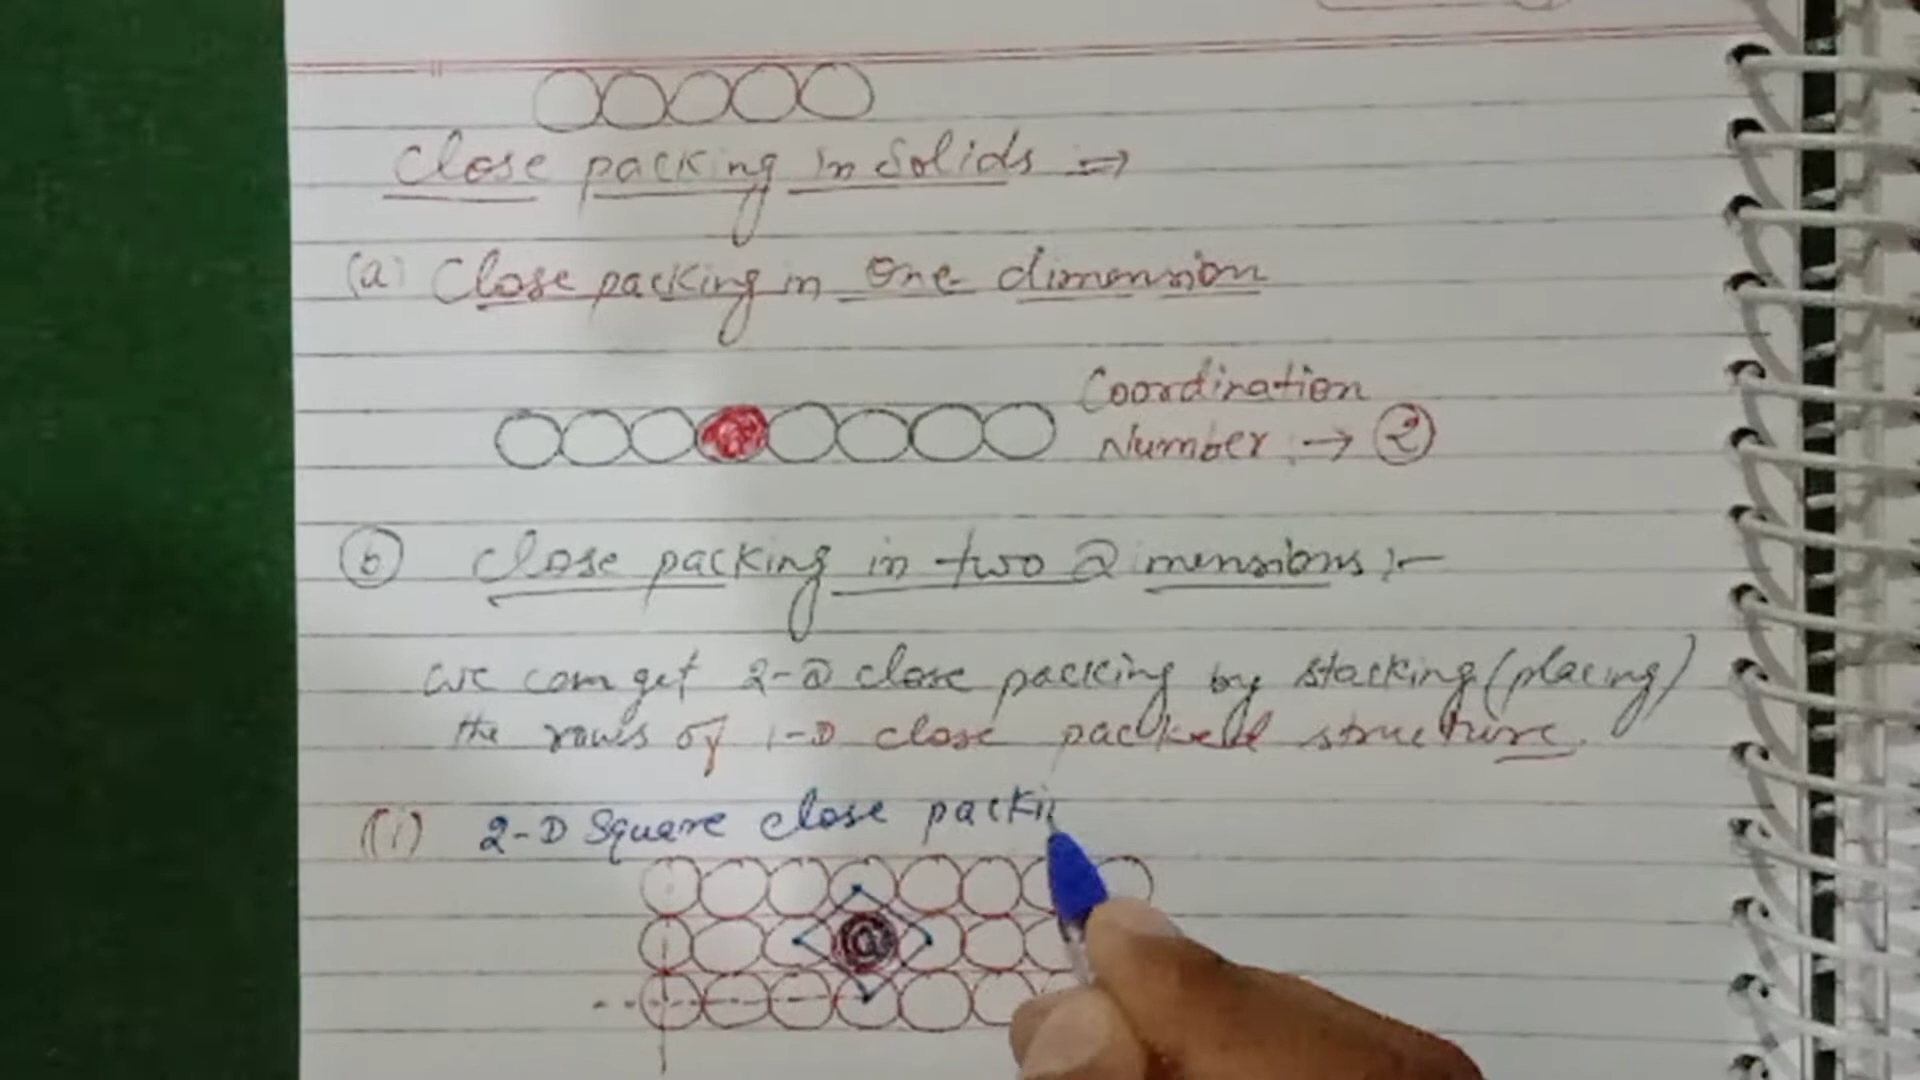 Close packing in Solids ⇒
(a) Close packing in One dimension
Coordination
Number → 2
(b) Close packing in two Dimensions :-
We can get 2-D close packing by stacking (placing)
the rows of 1-D close packed structure.
(i) 2-D Square close packi